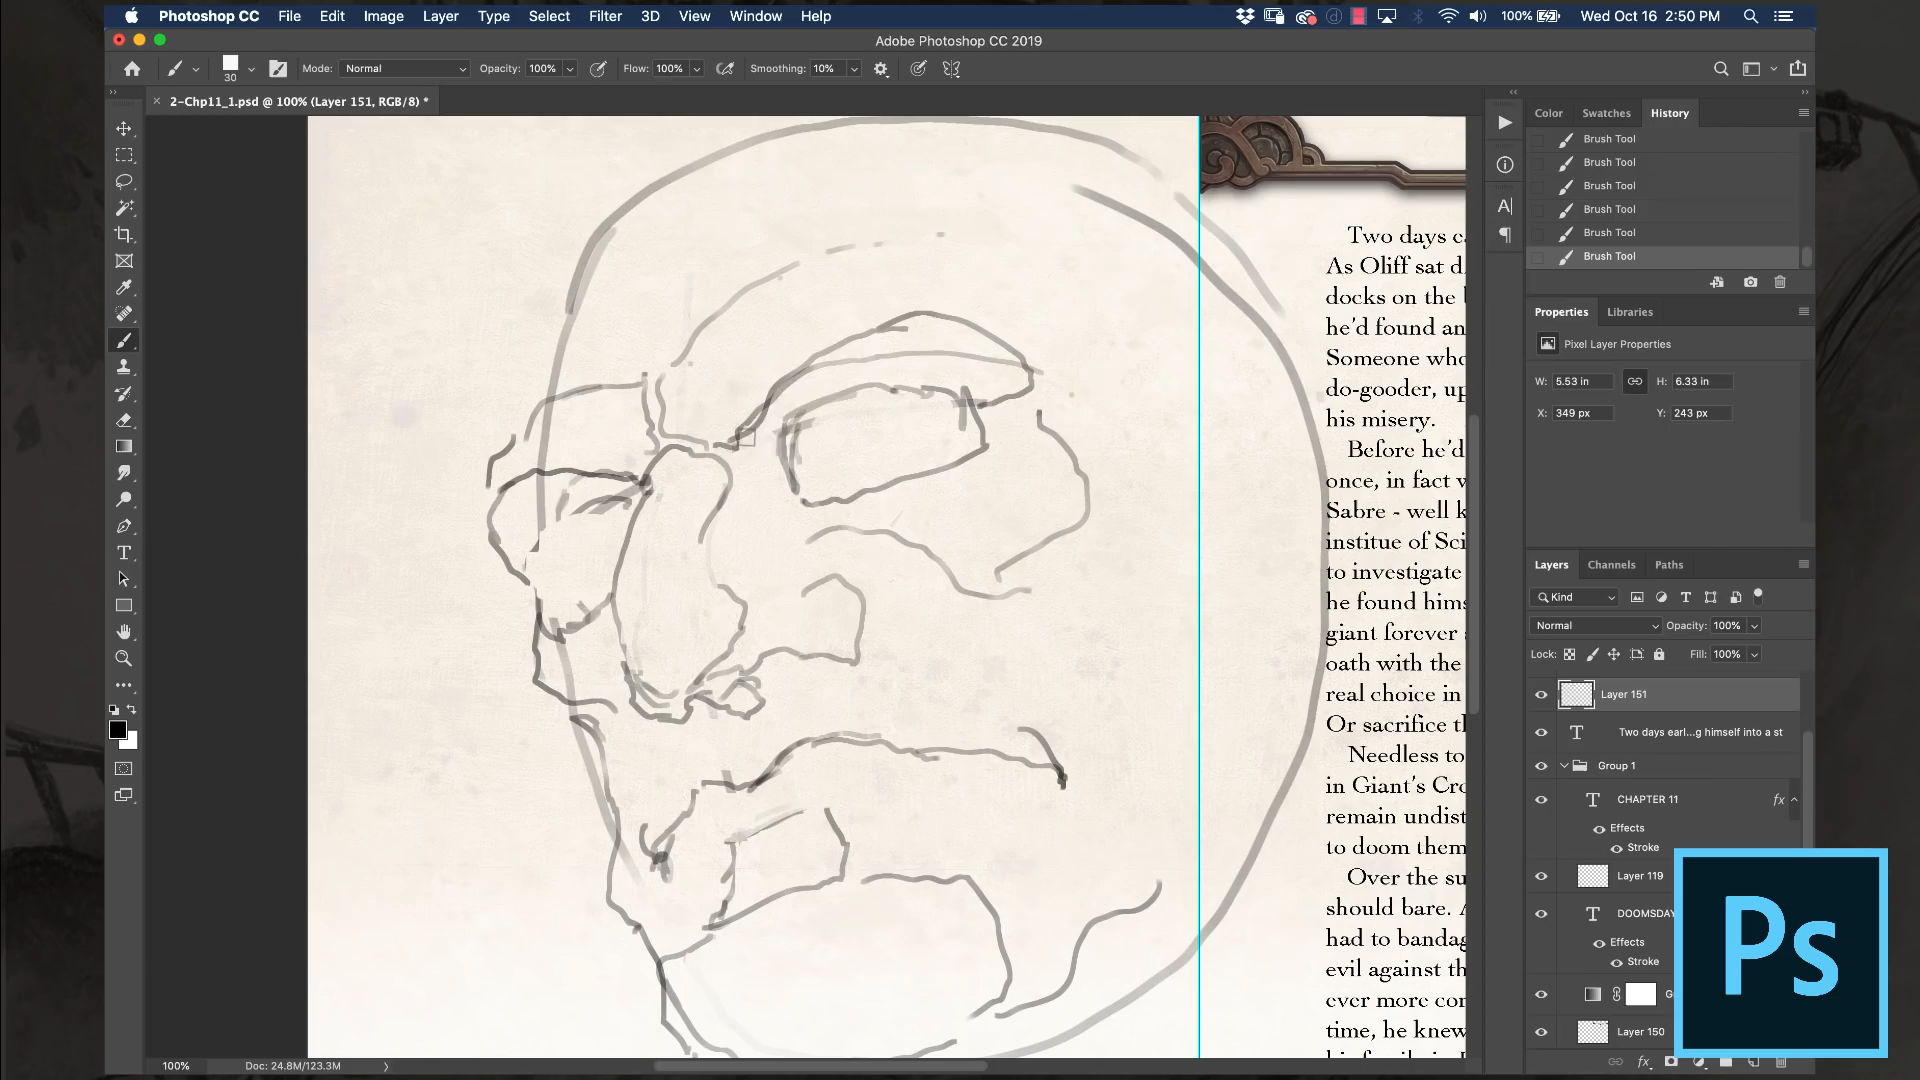 Photoshop CC File Edit Image Layer Type Select Filter 3D View Window Help 100% Wed Oct 16 2:50 PM
Adobe Photoshop CC 2019
30 Mode: Normal Opacity: 100% Flow: 100% Smoothing: 10%
2-Chp11_1.psd @ 100% (Layer 151, RGB/8) *
Color Swatches History
Brush Tool
Brush Tool
Brush Tool
Brush Tool
Brush Tool
Brush Tool
Properties Libraries
Pixel Layer Properties
W: 5.53 in H: 6.33 in
X: 349 px Y: 243 px
Layers Channels Paths
Kind
Normal Opacity: 100%
Lock: Fill: 100%
Layer 151
Two days earl...g himself into a st
Group 1
CHAPTER 11 fx
Effects
Stroke
Layer 119
DOOMSDAY
Effects
Stroke
G
Layer 150
fx
Two days e
As Oliff sat d
docks on the
he'd found an
Someone who
do-gooder, up
his misery.
Before he'd
once, in fact w
Sabre - well k
institue of Sci
to investigate
he found hims
giant forever
oath with the
real choice in
Or sacrifice th
Needless to
in Giant's Cro
remain undist
to doom them
Over the su
should bare. A
had to bandag
evil against th
ever more con
time, he knew
100% Doc: 24.8M/123.3M
Ps